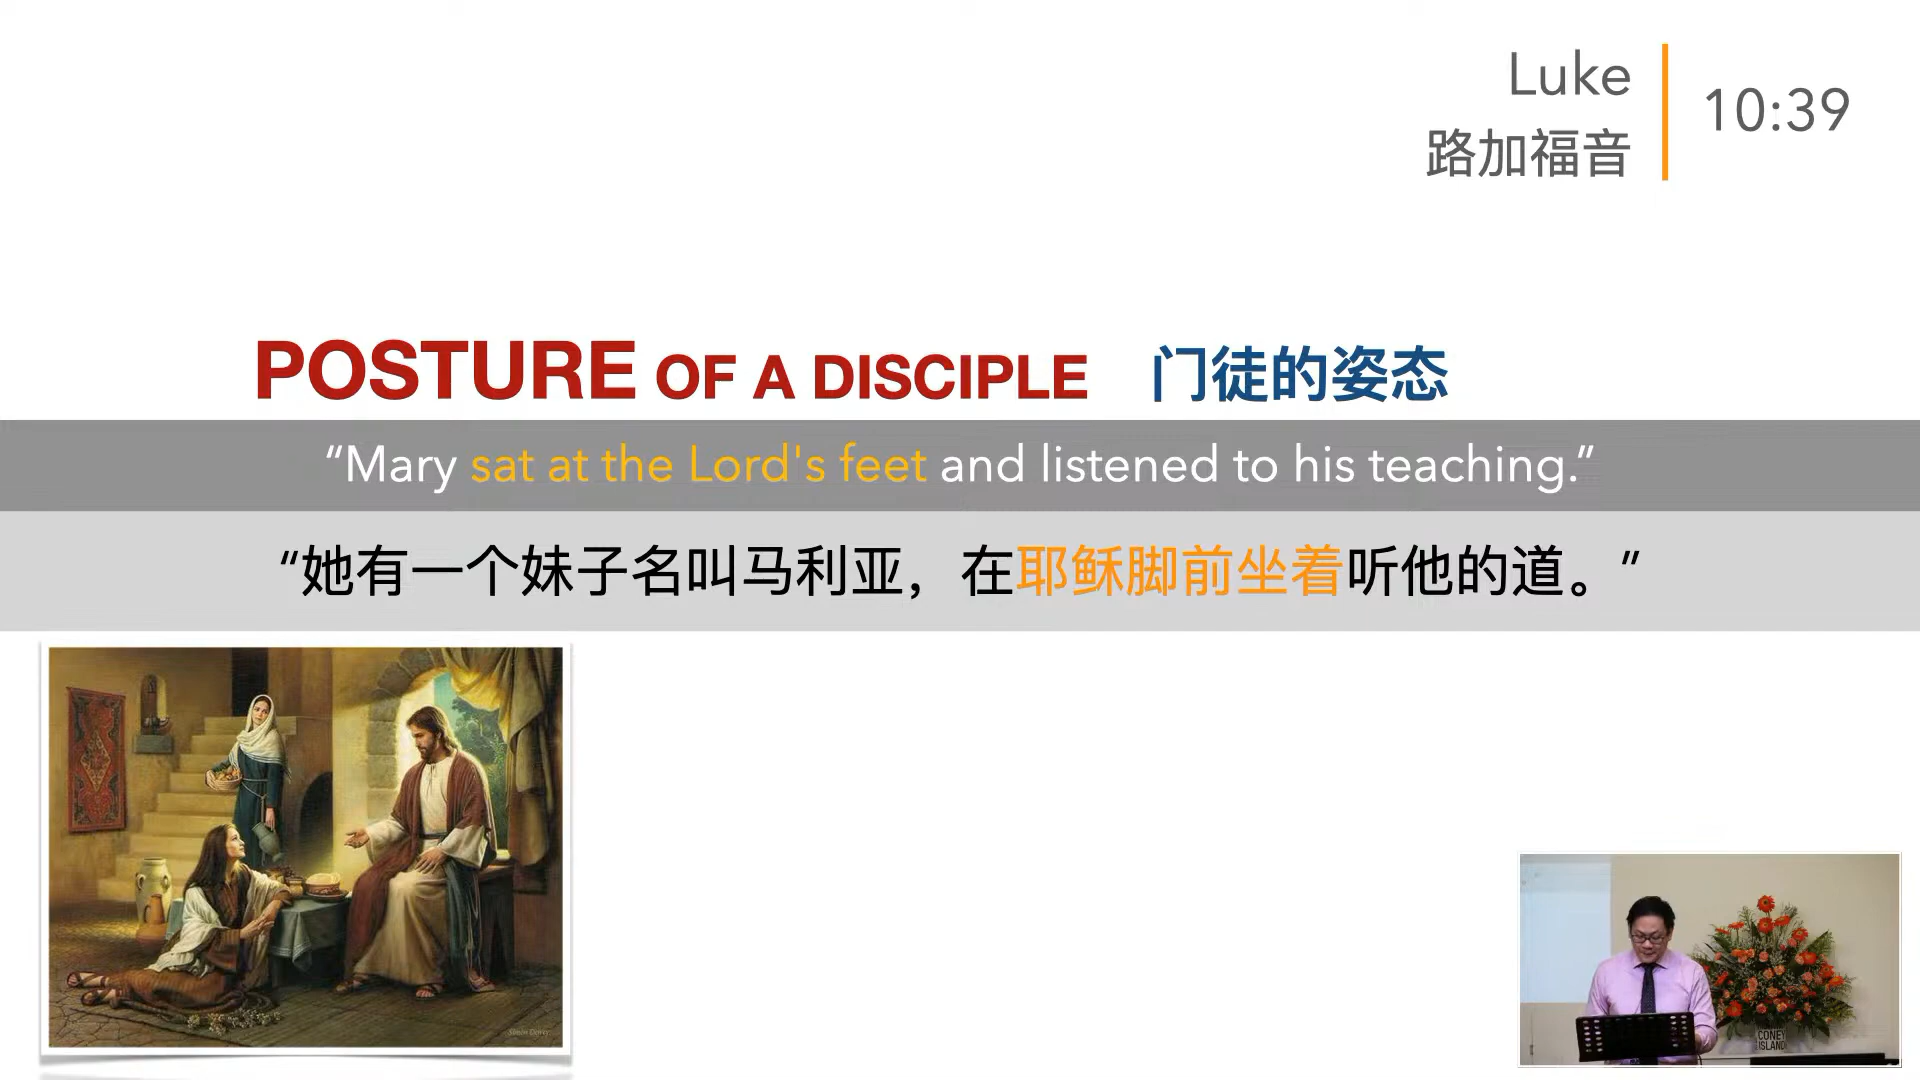 Luke
路加福音
10:39
POSTURE OF A DISCIPLE 门徒的姿态
“Mary sat at the Lord's feet and listened to his teaching.”
“她有一个妹子名叫马利亚，在耶稣脚前坐着听他的道。”
CONEY
ISLAND